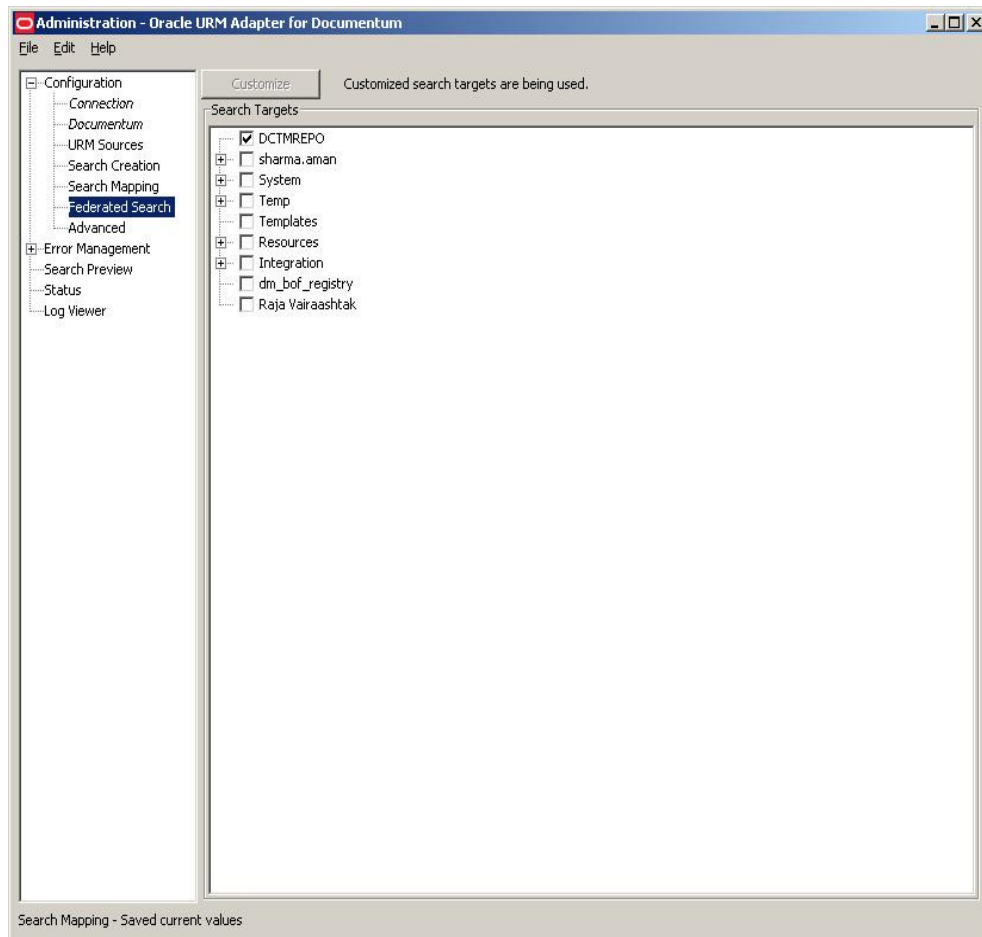 Administration - Oracle URM Adapter for Documentum
File Edit Help
Configuration
Connection
Documentum
URM Sources
Search Creation
Search Mapping
Federated Search
Advanced
Error Management
Search Preview
Status
Log Viewer
Customize Customized search targets are being used.
Search Targets
DCTMREPO
sharma.aman
System
Temp
Templates
Resources
Integration
dm_bof_registry
Raja Vairaashtak
Search Mapping - Saved current values